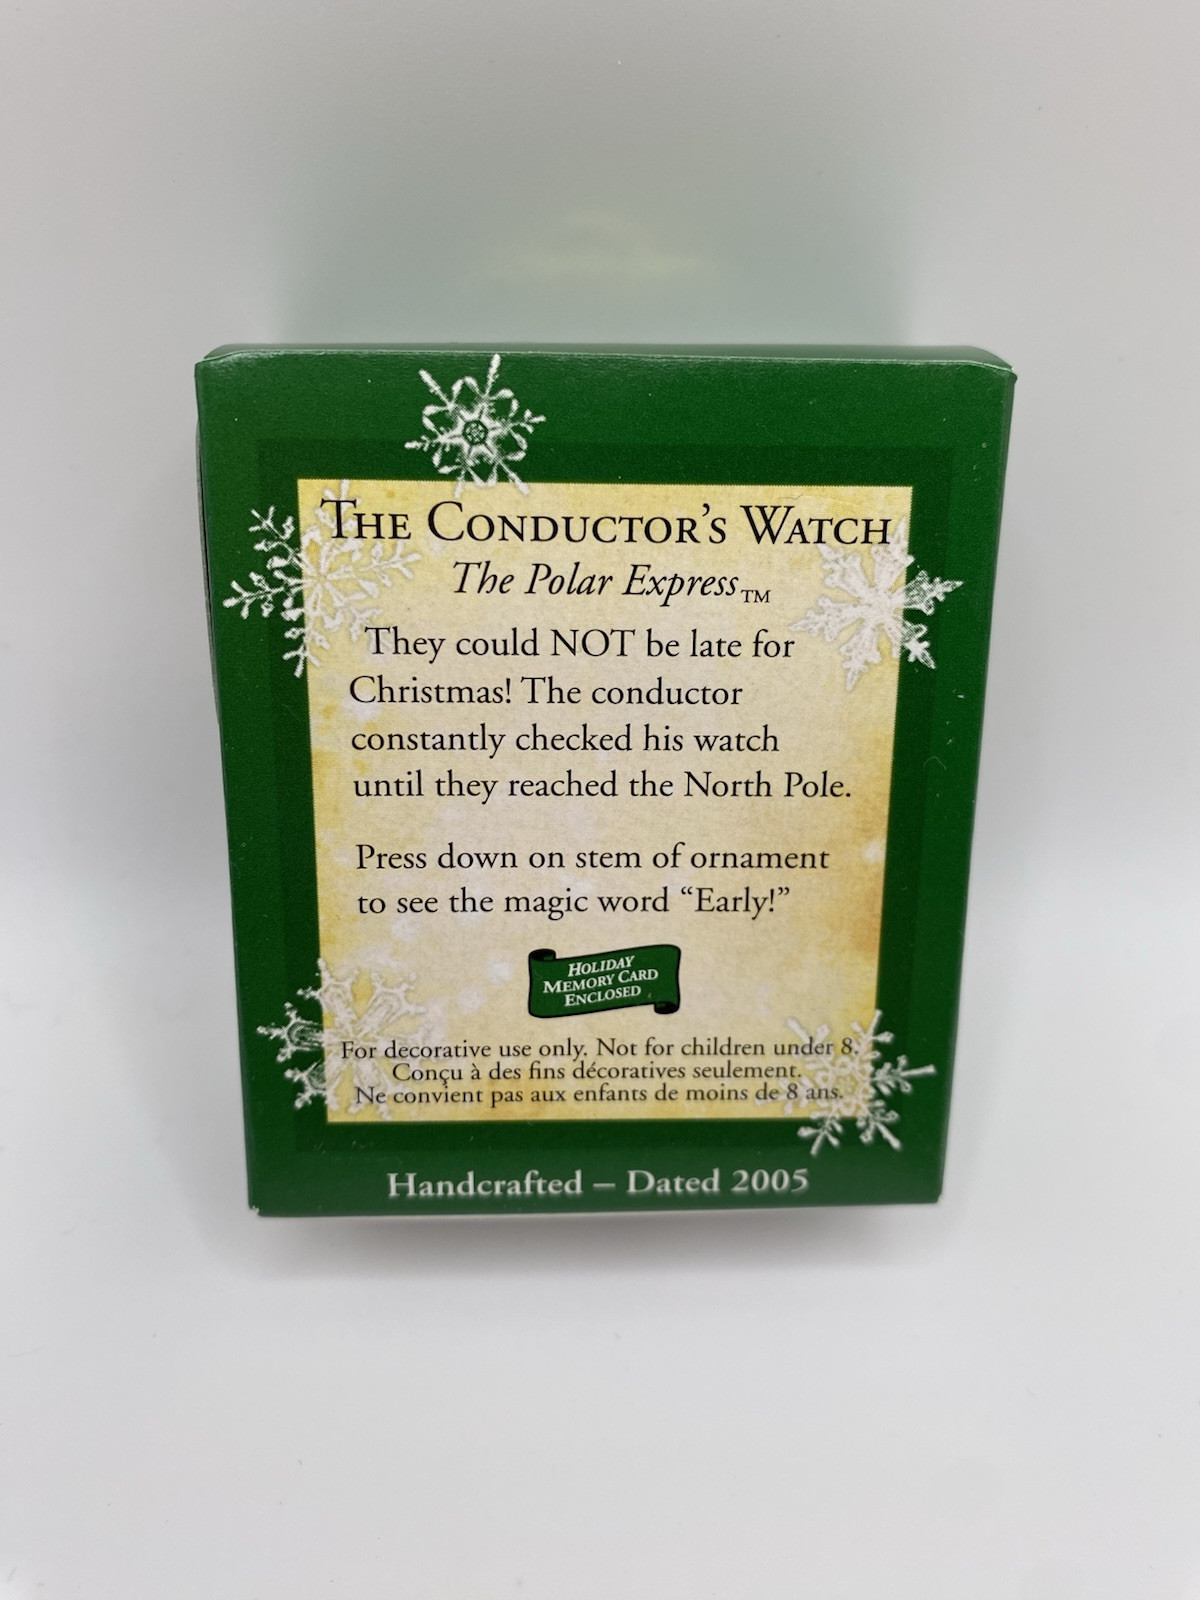 The Conductor's Watch
The Polar Express™
They could NOT be late for
Christmas! The conductor
constantly checked his watch
until they reached the North Pole.
Press down on stem of ornament
to see the magic word “Early!”
Holiday
Memory Card
Enclosed
For decorative use only. Not for children under 8.
Conçu à des fins décoratives seulement.
Ne convient pas aux enfants de moins de 8 ans.
Handcrafted – Dated 2005